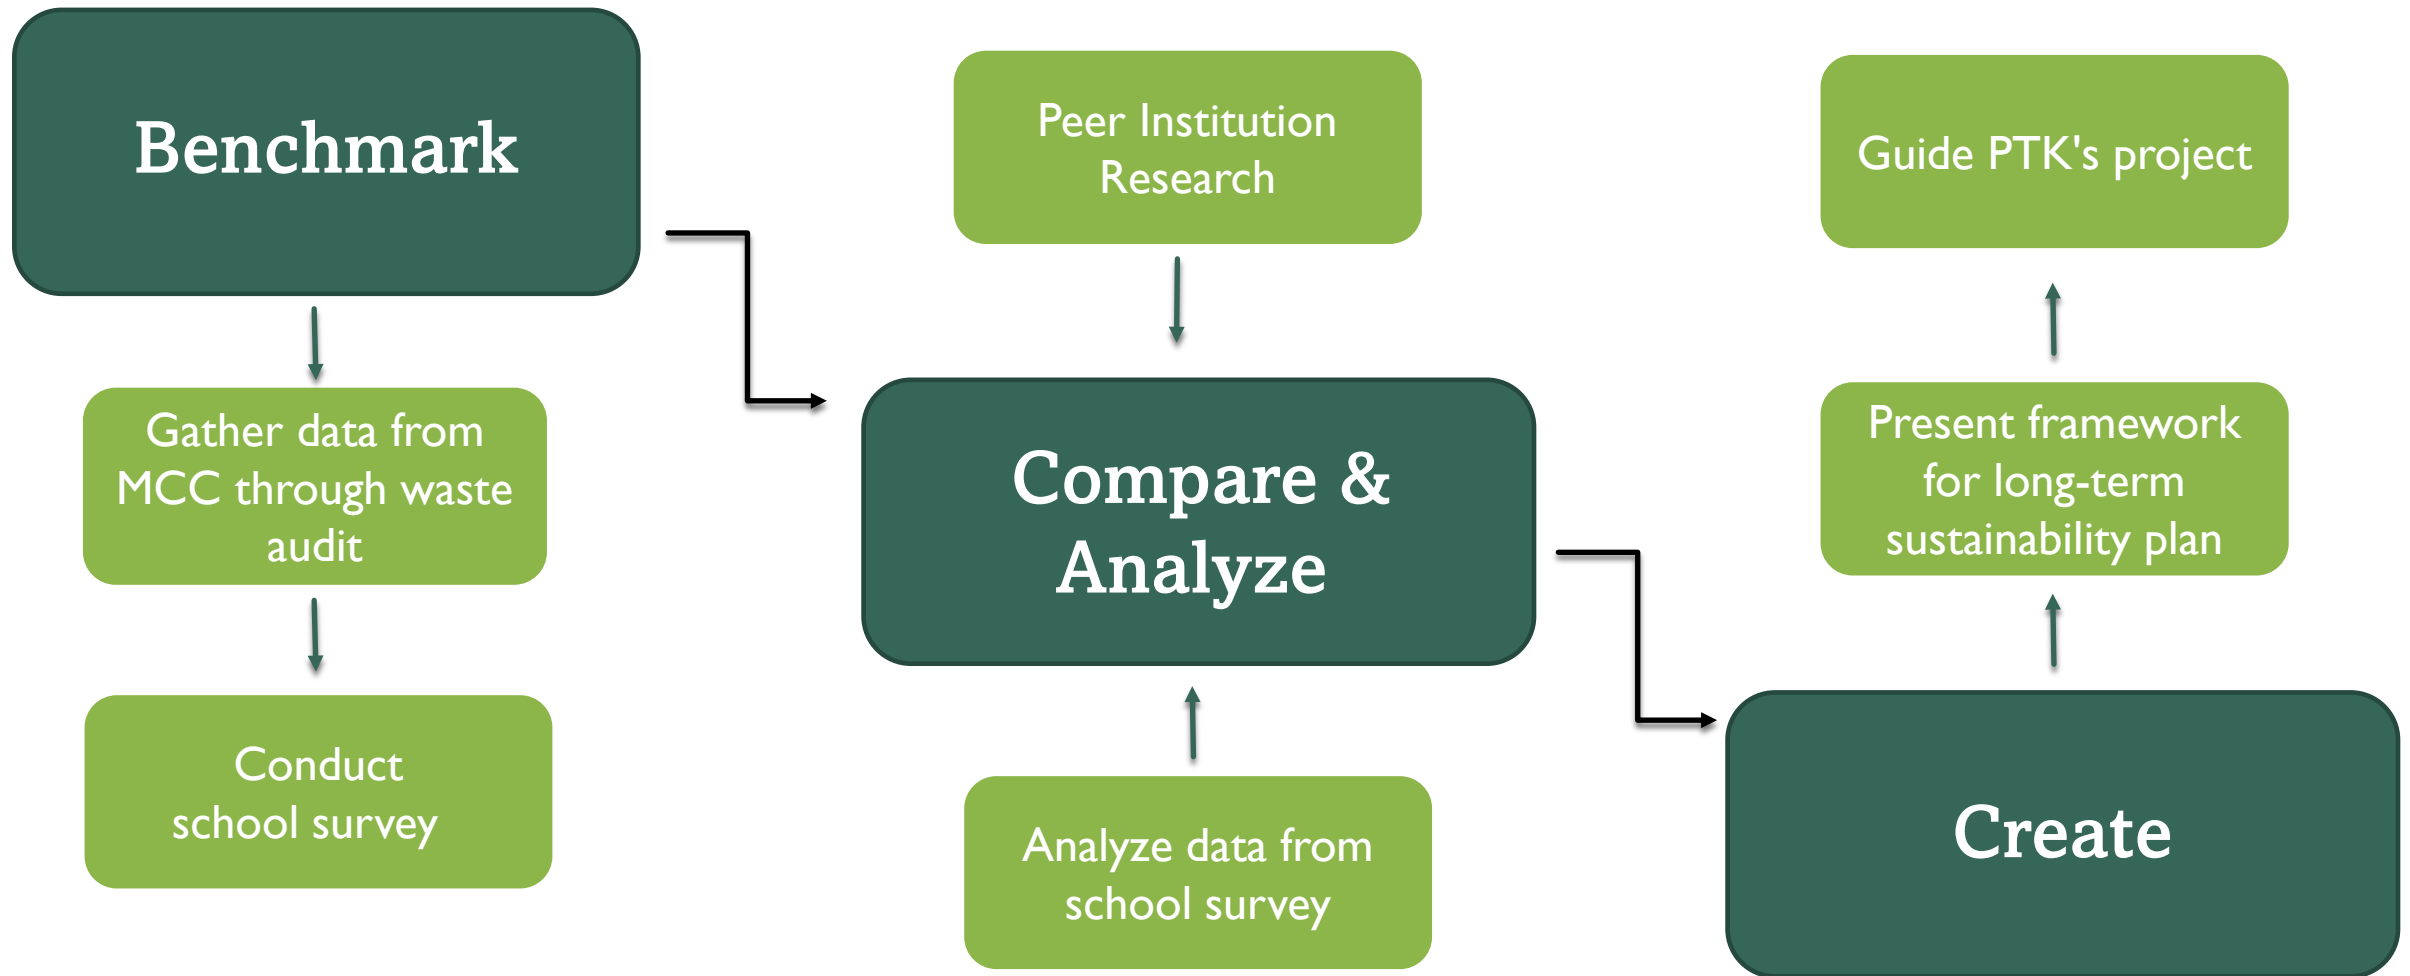 Benchmark
Gather data from
MCC through waste
audit
Conduct
school survey
Peer Institution
Research
Compare &
Analyze
Analyze data from
school survey
Guide PTK's project
Present framework
for long-term
sustainability plan
Create